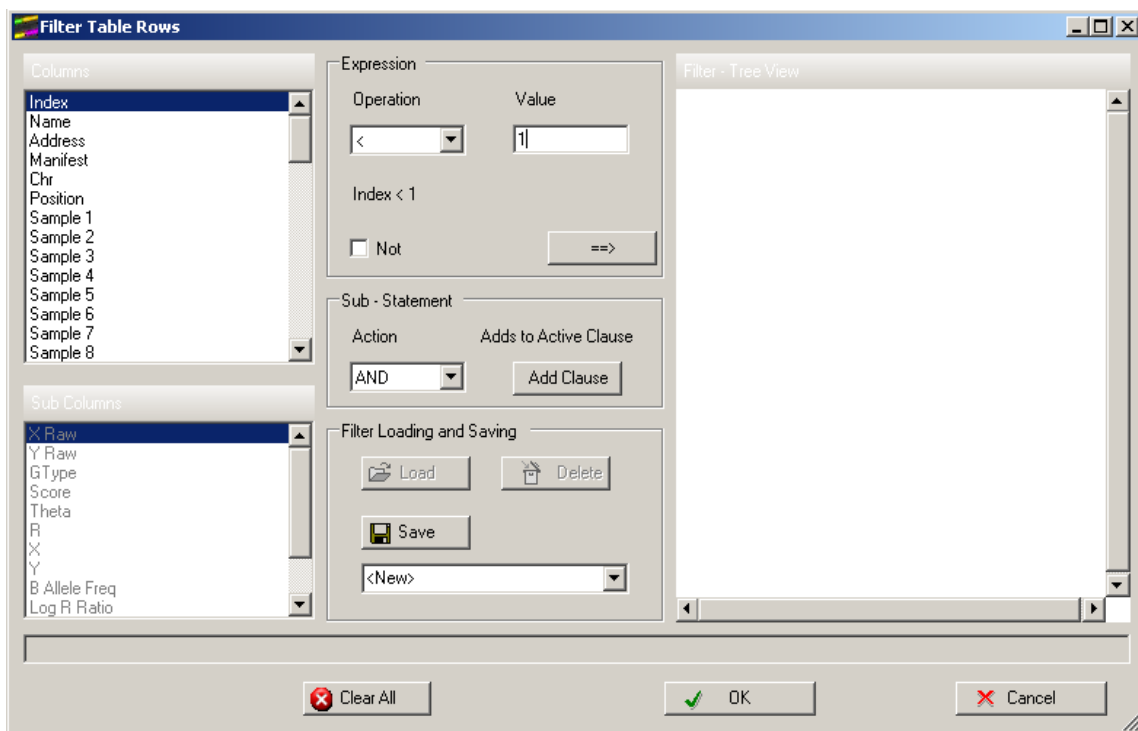 Filter Table Rows
Columns
Index
Name
Address
Manifest
Chr
Position
Sample 1
Sample 2
Sample 3
Sample 4
Sample 5
Sample 6
Sample 7
Sample 8
Sub Columns
X Raw
Y Raw
GType
Score
Theta
R
X
Y
B Allele Freq
Log R Ratio
Expression
Operation Value
< 1
Index < 1
Not ==>
Sub - Statement
Action Adds to Active Clause
AND Add Clause
Filter Loading and Saving
Load Delete
Save
<New>
Filter - Tree View
Clear All OK Cancel